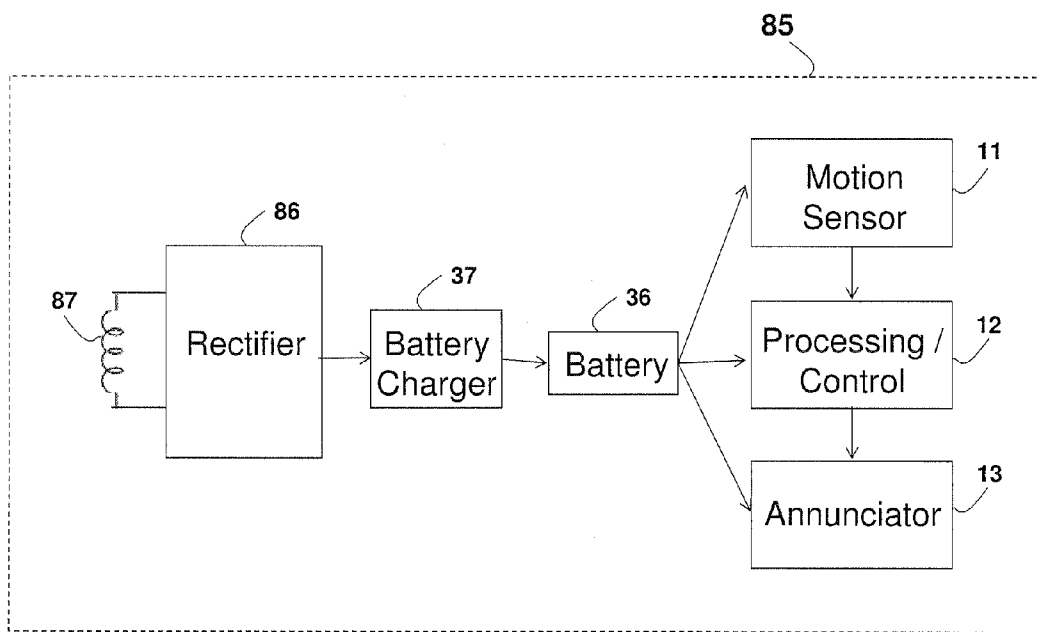 85
11
Motion
Sensor
86
87
Rectifier
37
Battery
Charger
36
Battery
Processing /
Control
12
13
Annunciator